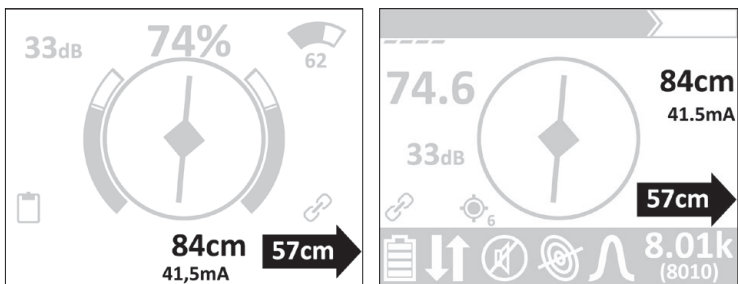 33dB 74% 62
84cm 57cm
41,5mA
74.6
84cm
41.5mA
33dB
57cm
6
8.01k
(8010)